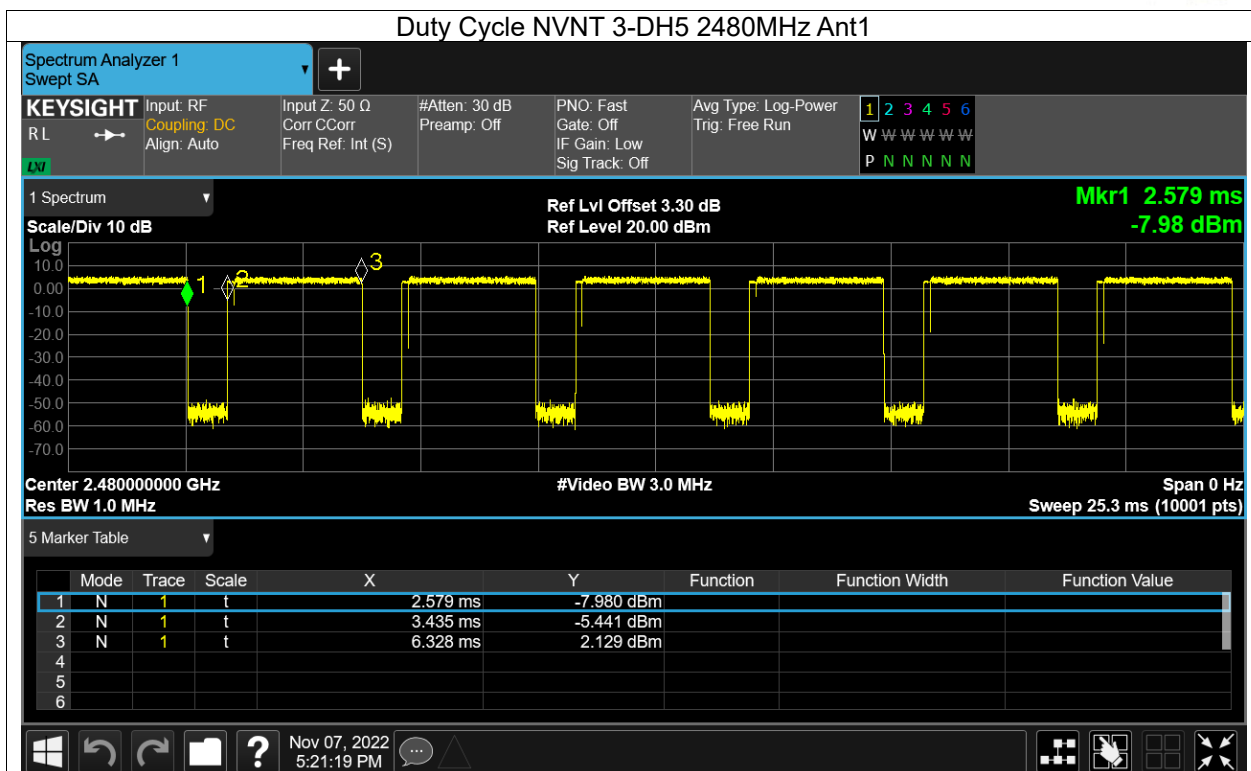 Duty Cycle NVNT 3-DH5 2480MHz Ant1
Spectrum Analyzer 1
Swept SA
KEYSIGHT
R L
LXI
Input: RF
Coupling: DC
Align: Auto
Input Z: 50 Ω
Corr CCorr
Freq Ref: Int (S)
#Atten: 30 dB
Preamp: Off
PNO: Fast
Gate: Off
IF Gain: Low
Sig Track: Off
Avg Type: Log-Power
Trig: Free Run
1 2 3 4 5 6
W W W W W W
P N N N N N
1 Spectrum
Scale/Div 10 dB
Ref Lvl Offset 3.30 dB
Ref Level 20.00 dBm
Mkr1 2.579 ms
-7.98 dBm
Log
10.0
0.00
-10.0
-20.0
-30.0
-40.0
-50.0
-60.0
-70.0
1
2
3
Center 2.480000000 GHz
#Video BW 3.0 MHz
Span 0 Hz
Res BW 1.0 MHz
Sweep 25.3 ms (10001 pts)
5 Marker Table
Mode Trace Scale X Y Function Function Width Function Value
1 N 1 t 2.579 ms -7.980 dBm
2 N 1 t 3.435 ms -5.441 dBm
3 N 1 t 6.328 ms 2.129 dBm
4
5
6
?
Nov 07, 2022
5:21:19 PM